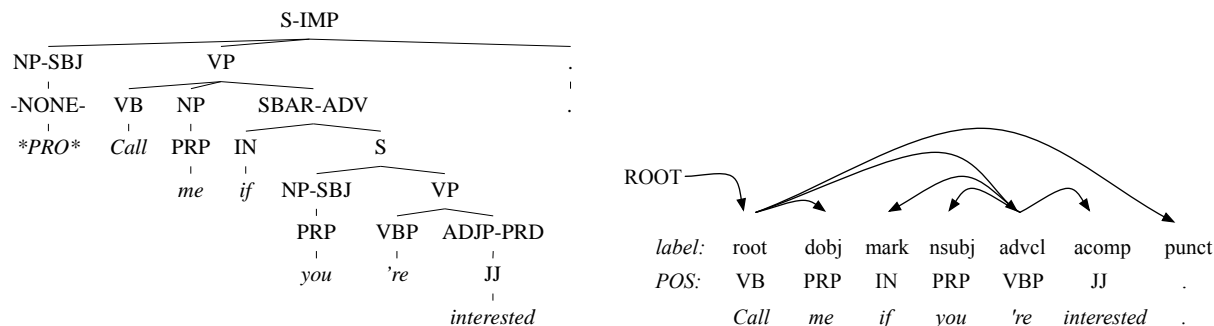 S-IMP
NP-SBJ VP .
-NONE- VB NP SBAR-ADV .
*PRO* Call PRP IN S
me if NP-SBJ VP
PRP VBP ADJP-PRD
you 're JJ
interested
ROOT
label: root dobj mark nsubj advcl acomp punct
POS: VB PRP IN PRP VBP JJ .
Call me if you 're interested .